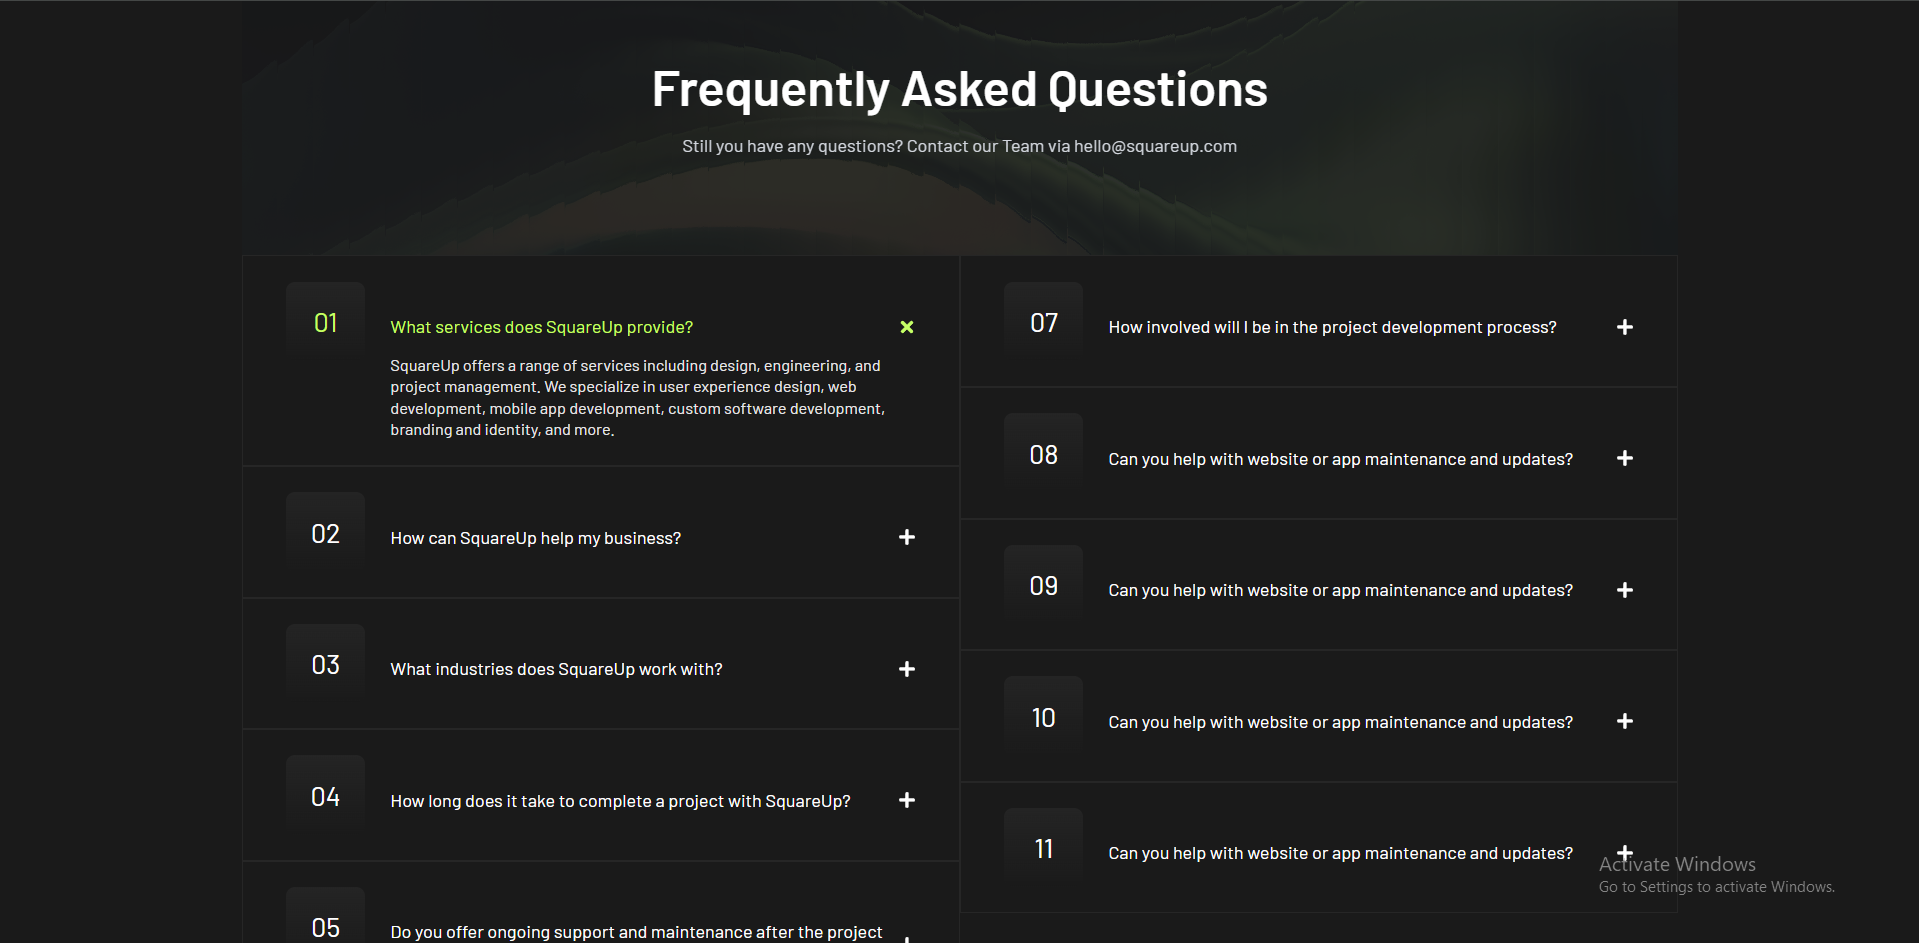 Frequently Asked Questions
Still you have any questions? Contact our Team via hello@squareup.com
01
What services does SquareUp provide?
SquareUp offers a range of services including design, engineering, and
project management. We specialize in user experience design, web
development, mobile app development, custom software development,
branding and identity, and more.
02
How can SquareUp help my business?
03
What industries does SquareUp work with?
04
How long does it take to complete a project with SquareUp?
05
Do you offer ongoing support and maintenance after the project
07
How involved will I be in the project development process?
08
Can you help with website or app maintenance and updates?
09
Can you help with website or app maintenance and updates?
10
Can you help with website or app maintenance and updates?
11
Can you help with website or app maintenance and updates?
Activate Windows
Go to Settings to activate Windows.